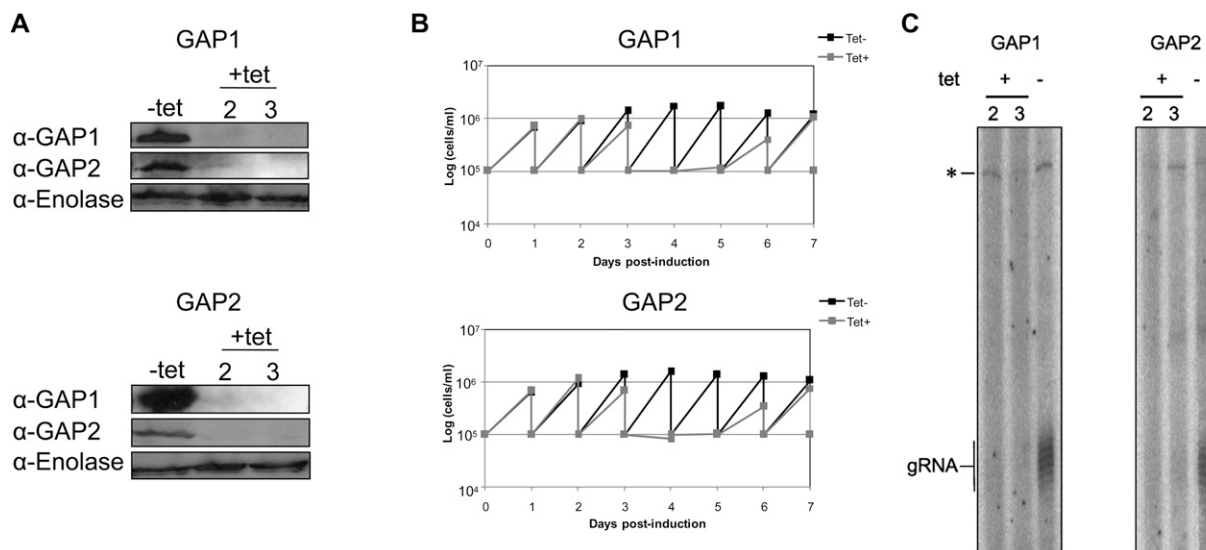 A
GAP1
+tet
-tet 2 3
α-GAP1
α-GAP2
α-Enolase
GAP2
+tet
-tet 2 3
α-GAP1
α-GAP2
α-Enolase
B
GAP1
Tet-
Tet+
Log (cells/ml)
10⁷
10⁶
10⁵
10⁴
0 1 2 3 4 5 6 7
Days post-induction
GAP2
Tet-
Tet+
Log (cells/ml)
10⁷
10⁶
10⁵
10⁴
0 1 2 3 4 5 6 7
Days post-induction
C
GAP1 GAP2
tet + - + -
2 3 2 3
*
gRNA